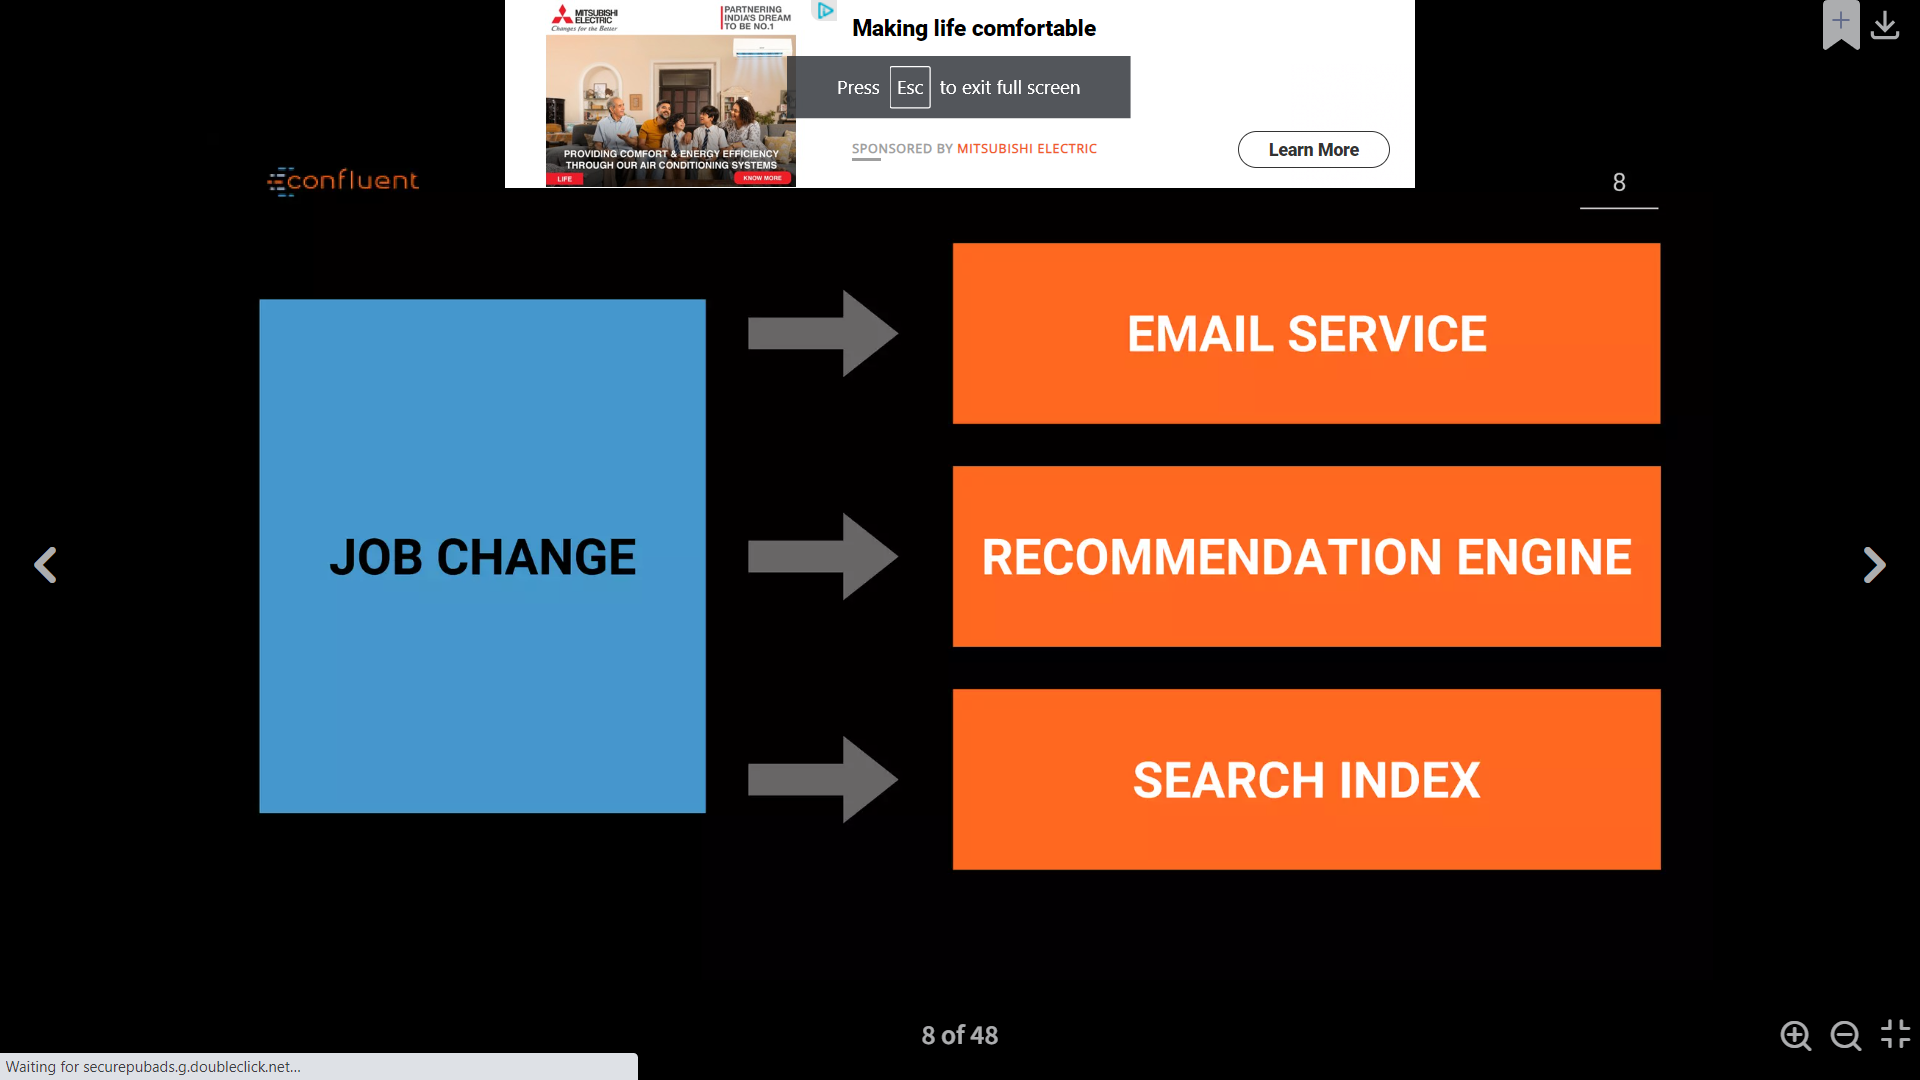 MITSUBISHI
ELECTRIC
Changes for the Better
PARTNERING
INDIA'S DREAM
TO BE NO.1
PROVIDING COMFORT & ENERGY EFFICIENCY
THROUGH OUR AIR CONDITIONING SYSTEMS
LIFE
KNOW MORE
Making life comfortable
Press Esc to exit full screen
SPONSORED BY MITSUBISHI ELECTRIC
Learn More
confluent
8
JOB CHANGE
EMAIL SERVICE
RECOMMENDATION ENGINE
SEARCH INDEX
8 of 48
Waiting for securepubads.g.doubleclick.net...